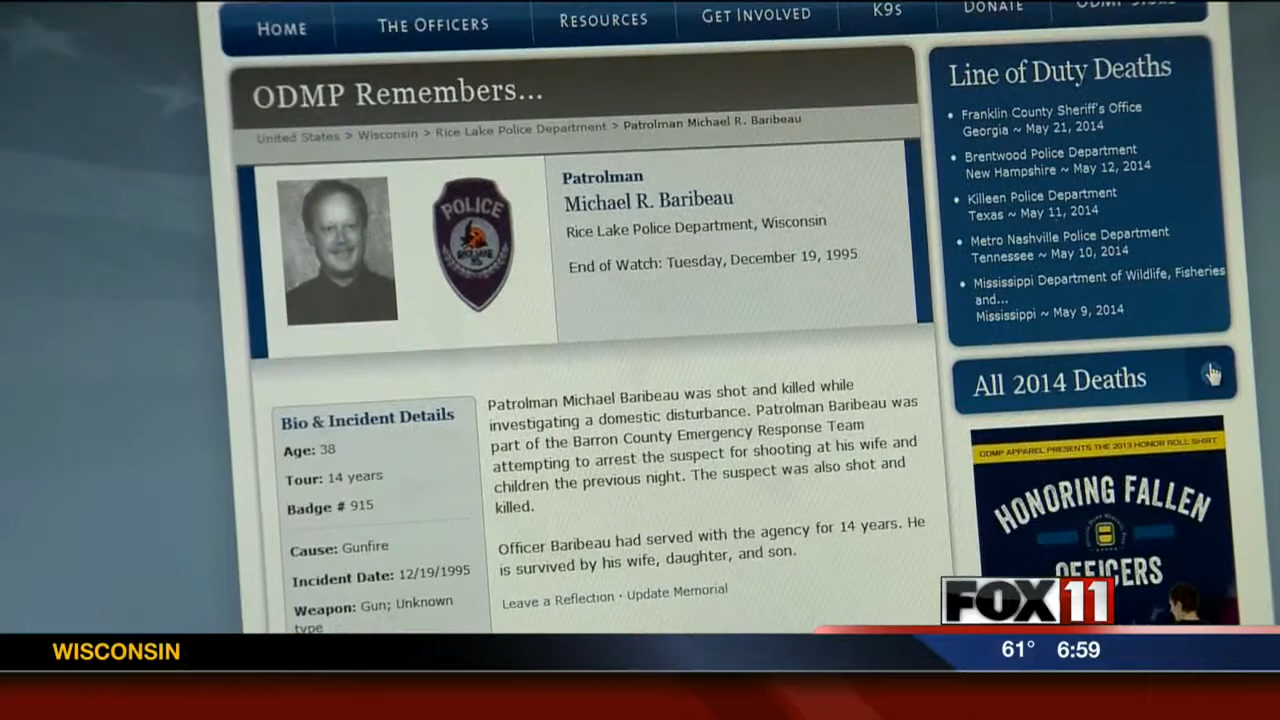 HOME
THE OFFICERS
RESOURCES
GET INVOLVED
K9S
DONATE
ODMP Remembers...
United States > Wisconsin > Rice Lake Police Department > Patrolman Michael R. Baribeau
POLICE
Patrolman
Michael R. Baribeau
Rice Lake Police Department, Wisconsin
End of Watch: Tuesday, December 19, 1995
Bio & Incident Details
Age: 38
Tour: 14 years
Badge # 915
Cause: Gunfire
Incident Date: 12/19/1995
Weapon: Gun; Unknown
type
Patrolman Michael Baribeau was shot and killed while
investigating a domestic disturbance. Patrolman Baribeau was
part of the Barron County Emergency Response Team
attempting to arrest the suspect for shooting at his wife and
children the previous night. The suspect was also shot and
killed.
Officer Baribeau had served with the agency for 14 years. He
is survived by his wife, daughter, and son.
Leave a Reflection · Update Memorial
Line of Duty Deaths
• Franklin County Sheriff's Office
Georgia ~ May 21, 2014
• Brentwood Police Department
New Hampshire ~ May 12, 2014
• Killeen Police Department
Texas ~ May 11, 2014
• Metro Nashville Police Department
Tennessee ~ May 10, 2014
• Mississippi Department of Wildlife, Fisheries
and...
Mississippi ~ May 9, 2014
All 2014 Deaths
ODMP APPAREL PRESENTS THE 2013 HONOR ROLL SHIRT
HONORING FALLEN
OFFICERS
FOX 11
WISCONSIN
61° 6:59